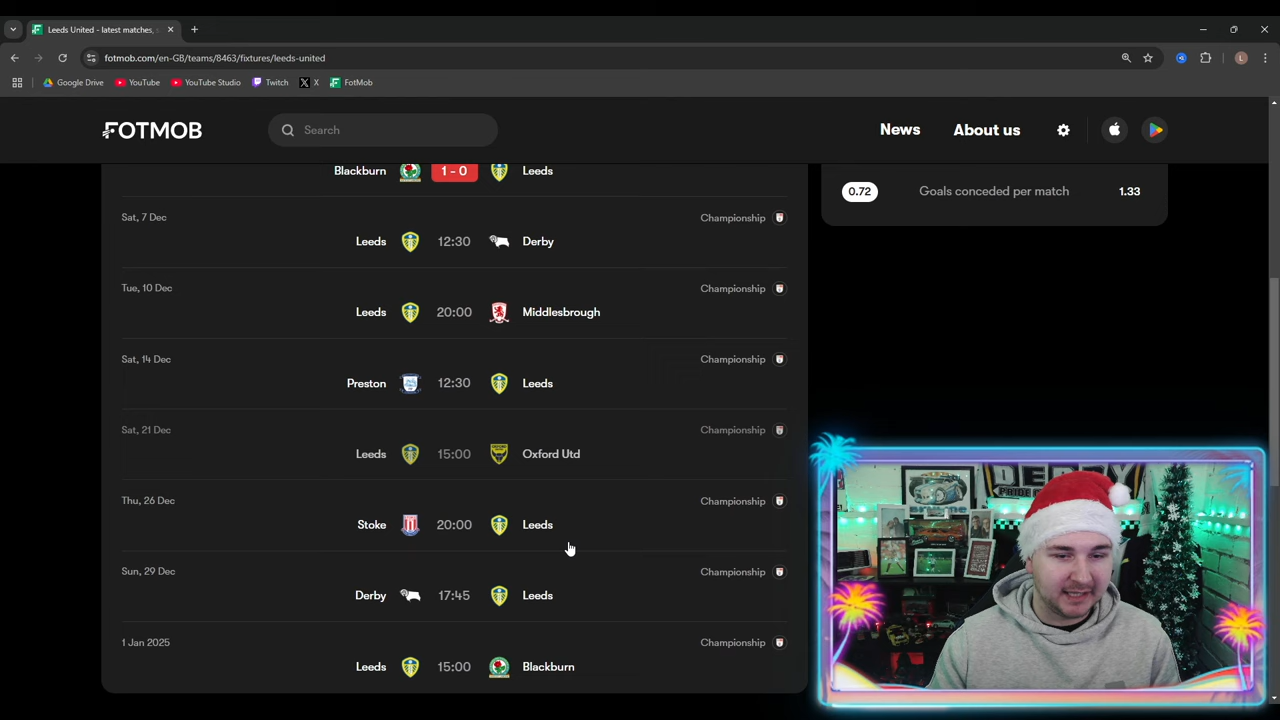 Leeds United - latest matches, s
fotmob.com/en-GB/teams/8463/fixtures/leeds-united
L
Google Drive
YouTube
YouTube Studio
Twitch
X
FotMob
FOTMOB
Search
News
About us
Blackburn 1 - 0 Leeds
0.72 Goals conceded per match 1.33
Sat, 7 Dec Championship
Leeds 12:30 Derby
Tue, 10 Dec Championship
Leeds 20:00 Middlesbrough
Sat, 14 Dec Championship
Preston 12:30 Leeds
Sat, 21 Dec Championship
Leeds 15:00 Oxford Utd
Thu, 26 Dec Championship
Stoke 20:00 Leeds
Sun, 29 Dec Championship
Derby 17:45 Leeds
1 Jan 2025 Championship
Leeds 15:00 Blackburn